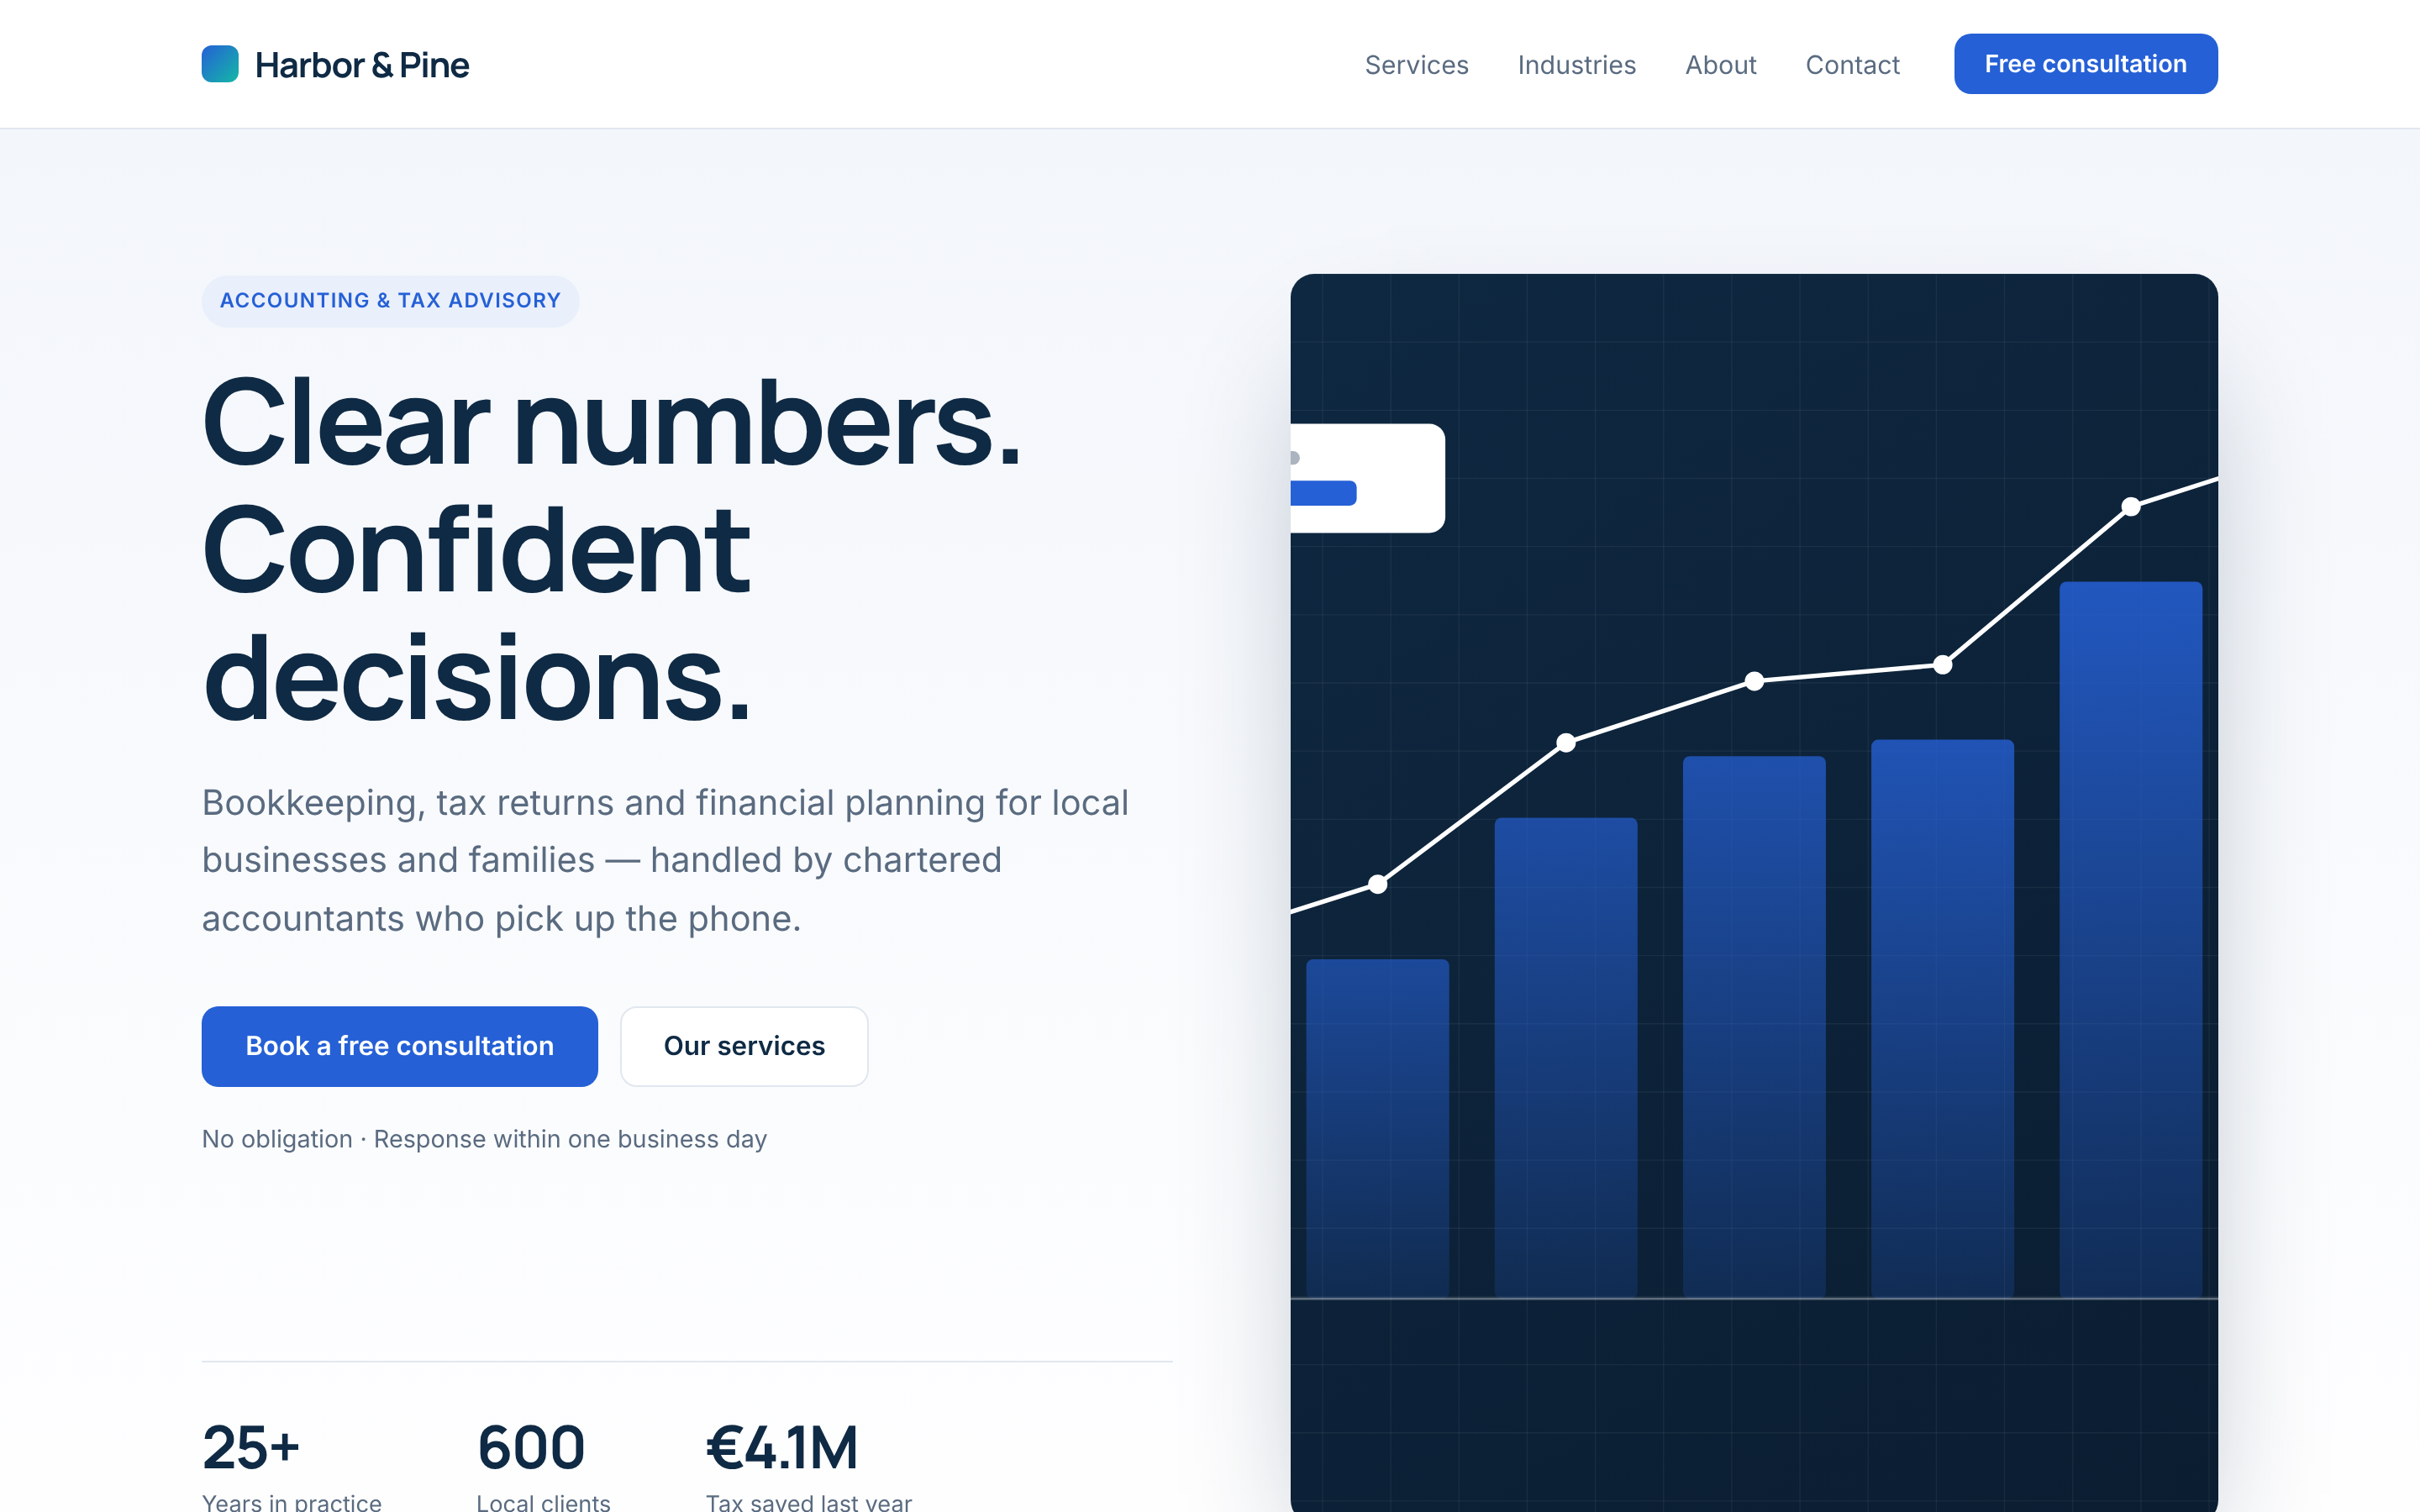 Harbor & Pine
Services
Industries
About
Contact
Free consultation
ACCOUNTING & TAX ADVISORY
Clear numbers.
Confident
decisions.
Bookkeeping, tax returns and financial planning for local
businesses and families — handled by chartered
accountants who pick up the phone.
Book a free consultation
Our services
No obligation · Response within one business day
25+
Years in practice
600
Local clients
€4.1M
Tax saved last year